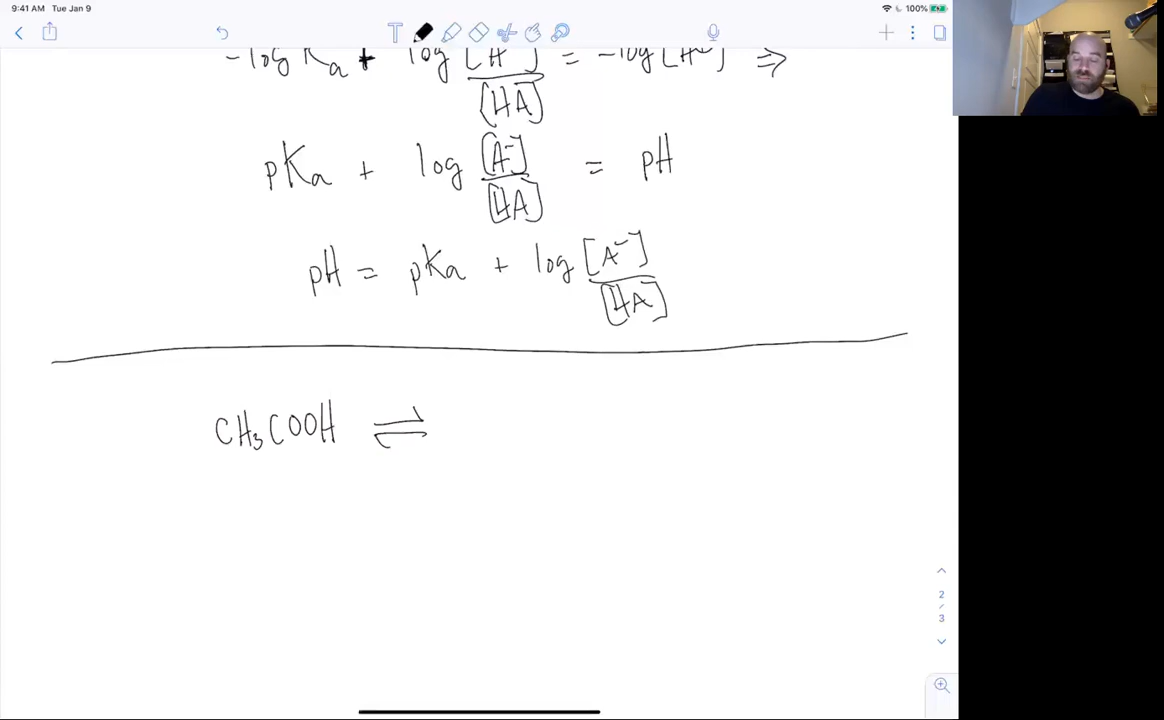 9:41 AM Tue Jan 9
100%
-log Ka + log [A⁻]/[HA] = -log[H⁺] ⇒
pKa + log [A⁻]/[HA] = pH
pH = pKa + log [A⁻]/[HA]
CH₃COOH ⇌
2
/
3